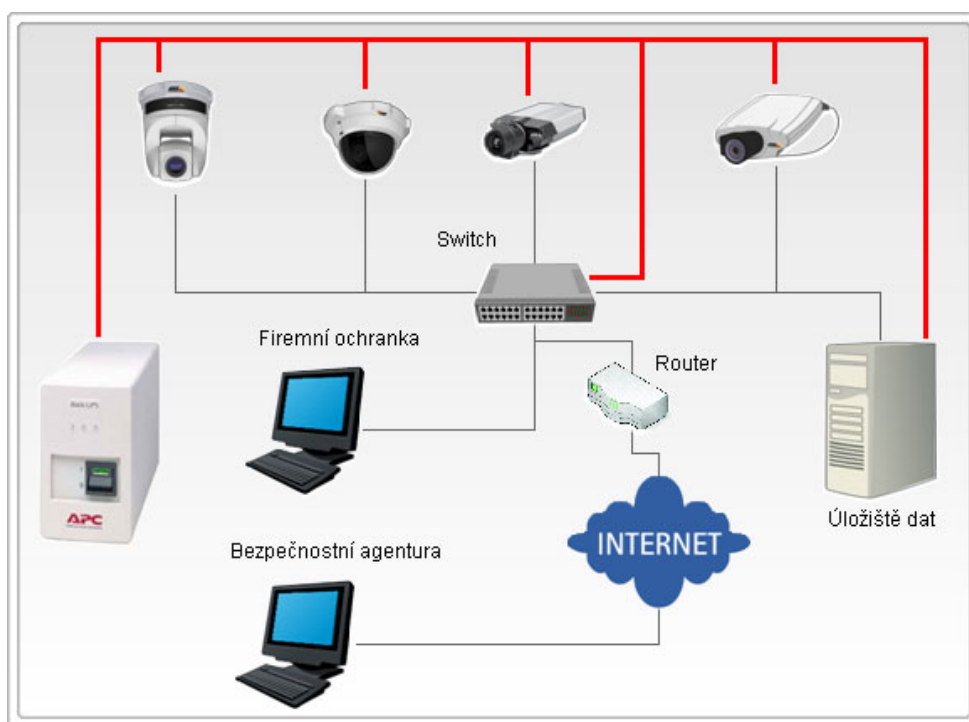 Switch
Firemní ochranka
Router
APC
Úložiště dat
INTERNET
Bezpečnostní agentura